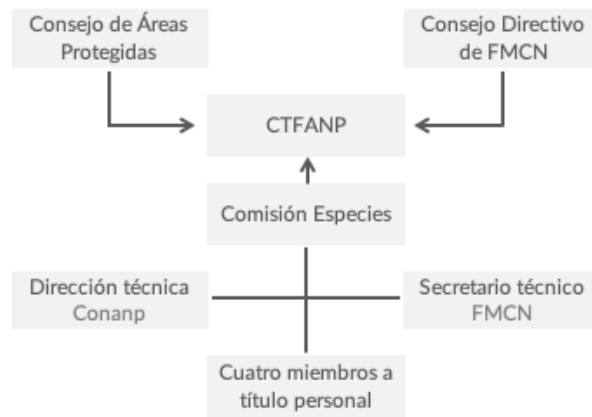 Consejo de Áreas
Protegidas
Consejo Directivo
de FMCN
CTFANP
Comisión Especies
Dirección técnica
Conanp
Secretario técnico
FMCN
Cuatro miembros a
título personal